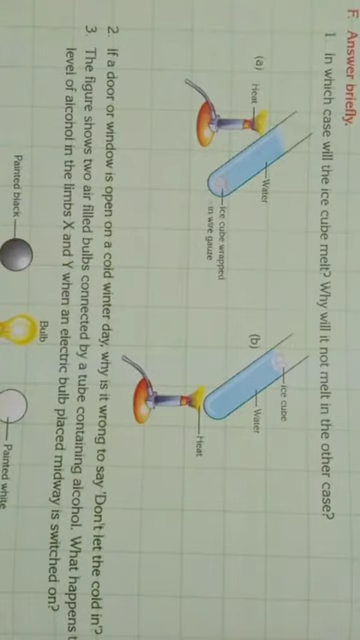 F. Answer briefly.
1 In which case will the ice cube melt? Why will it not melt in the other case?
(a)
Heat
Water
Ice cube wrapped
in wire gauze
(b)
Ice cube
Water
Heat
2. If a door or window is open on a cold winter day, why is it wrong to say 'Don't let the cold in'?
3. The figure shows two air filled bulbs connected by a tube containing alcohol. What happens t
level of alcohol in the limbs X and Y when an electric bulb placed midway is switched on?
Painted black
Bulb
Painted white